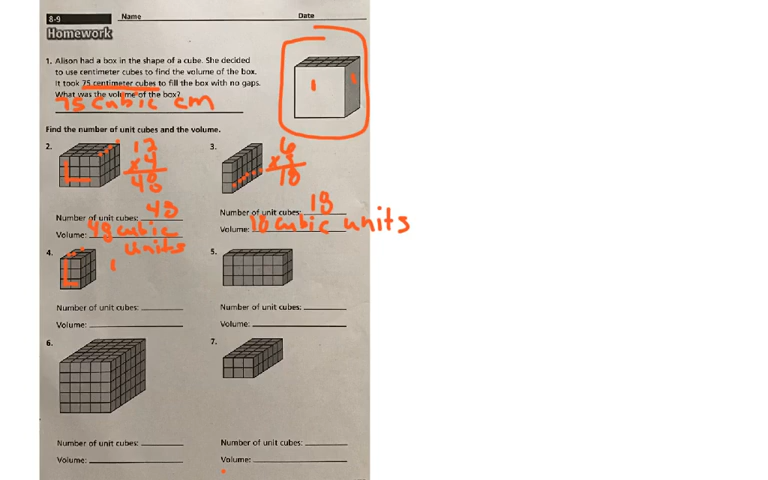 8-9 Name Date
Homework
1. Alison had a box in the shape of a cube. She decided
to use centimeter cubes to find the volume of the box.
It took 75 centimeter cubes to fill the box with no gaps.
What was the volume of the box?
75 cubic cm
1
Find the number of unit cubes and the volume.
2.
12
x 4
48
Number of unit cubes: 48
Volume: 48 cubic
units
3.
6
x 3
18
Number of unit cubes: 18
Volume: 18 cubic units
4.
1
Number of unit cubes:
Volume:
5.
Number of unit cubes:
Volume:
6.
Number of unit cubes:
Volume:
7.
Number of unit cubes:
Volume: